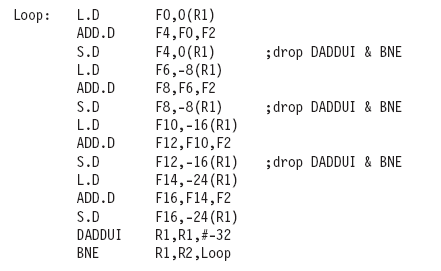 Loop: L.D F0,0(R1)
ADD.D F4,F0,F2
S.D F4,0(R1) ;drop DADDUI & BNE
L.D F6,-8(R1)
ADD.D F8,F6,F2
S.D F8,-8(R1) ;drop DADDUI & BNE
L.D F10,-16(R1)
ADD.D F12,F10,F2
S.D F12,-16(R1) ;drop DADDUI & BNE
L.D F14,-24(R1)
ADD.D F16,F14,F2
S.D F16,-24(R1)
DADDUI R1,R1,#-32
BNE R1,R2,Loop